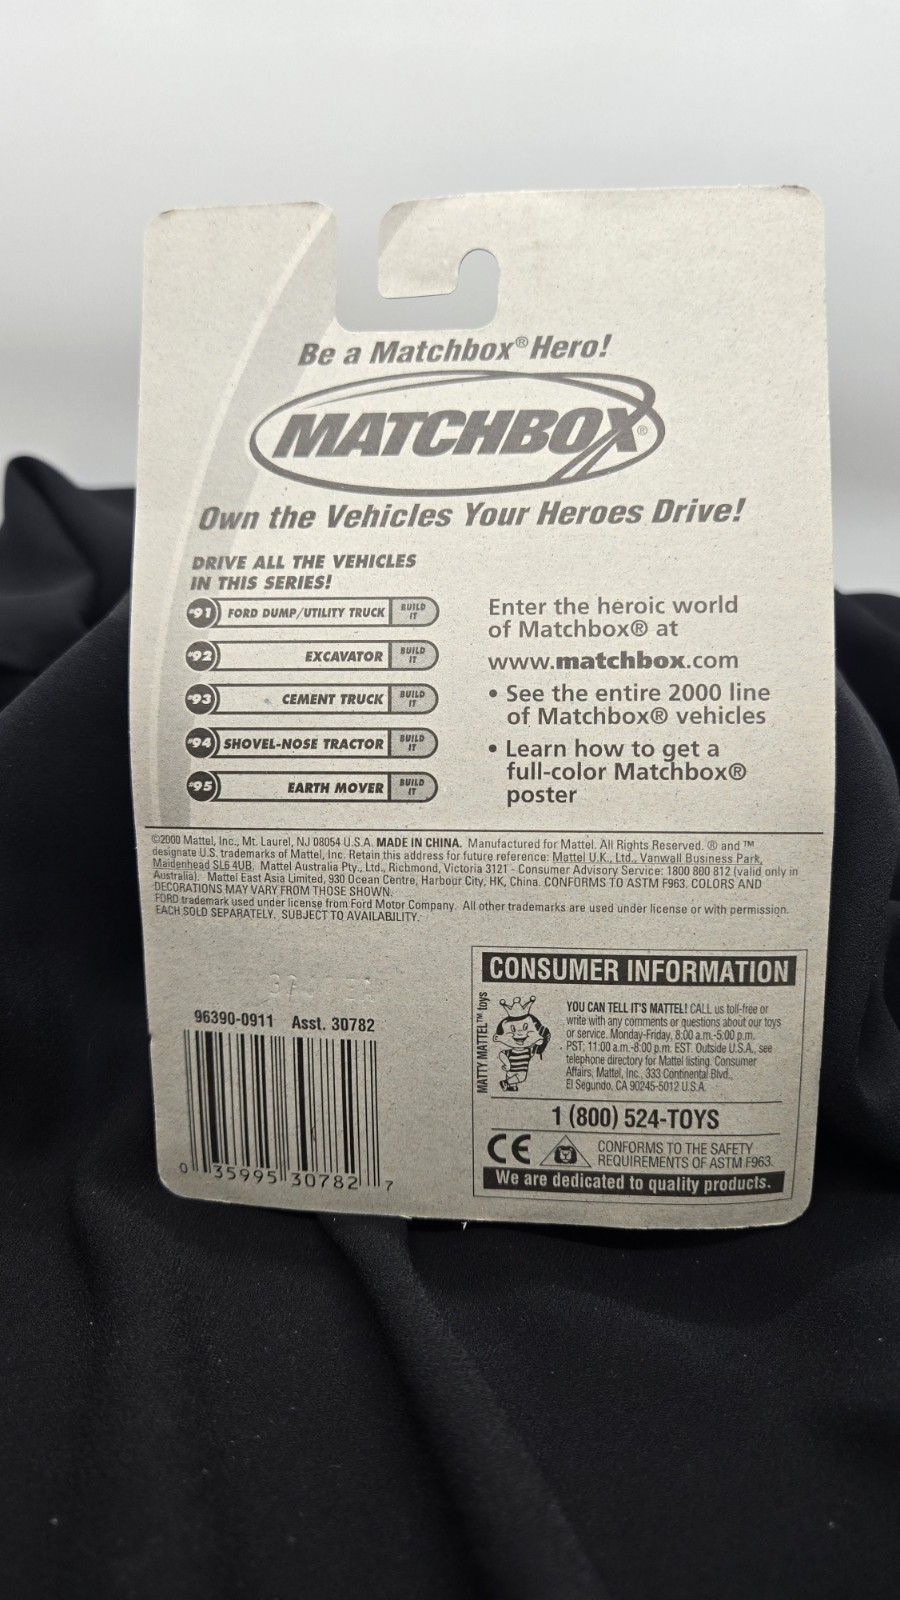 Be a Matchbox® Hero!
MATCHBOX®
Own the Vehicles Your Heroes Drive!
DRIVE ALL THE VEHICLES
IN THIS SERIES!
#91 FORD DUMP/UTILITY TRUCK BUILD IT
#92 EXCAVATOR BUILD IT
#93 CEMENT TRUCK BUILD IT
#94 SHOVEL-NOSE TRACTOR BUILD IT
#95 EARTH MOVER BUILD IT
Enter the heroic world
of Matchbox® at
www.matchbox.com
• See the entire 2000 line
of Matchbox® vehicles
• Learn how to get a
full-color Matchbox®
poster
©2000 Mattel, Inc., Mt. Laurel, NJ 08054 U.S.A. MADE IN CHINA. Manufactured for Mattel. All Rights Reserved. ® and ™
designate U.S. trademarks of Mattel, Inc. Retain this address for future reference: Mattel U.K., Ltd., Vanwall Business Park,
Maidenhead SL6 4UB. Mattel Australia Pty., Ltd., Richmond, Victoria 3121 - Consumer Advisory Service: 1800 800 812 (valid only in
Australia). Mattel East Asia Limited, 930 Ocean Centre, Harbour City, HK, China. CONFORMS TO ASTM F963. COLORS AND
DECORATIONS MAY VARY FROM THOSE SHOWN.
FORD trademark used under license from Ford Motor Company. All other trademarks are used under license or with permission.
EACH SOLD SEPARATELY. SUBJECT TO AVAILABILITY.
96390-0911 Asst. 30782
0 35995 30782 7
CONSUMER INFORMATION
MATTY MATTEL™ toys
YOU CAN TELL IT'S MATTEL! CALL us toll-free or
write with any comments or questions about our toys
or service. Monday-Friday, 8:00 a.m.-5:00 p.m.
PST; 11:00 a.m.-8:00 p.m. EST. Outside U.S.A., see
telephone directory for Mattel listing. Consumer
Affairs, Mattel, Inc., 333 Continental Blvd.,
El Segundo, CA 90245-5012 U.S.A.
1 (800) 524-TOYS
CE
CONFORMS TO THE SAFETY
REQUIREMENTS OF ASTM F963.
We are dedicated to quality products.